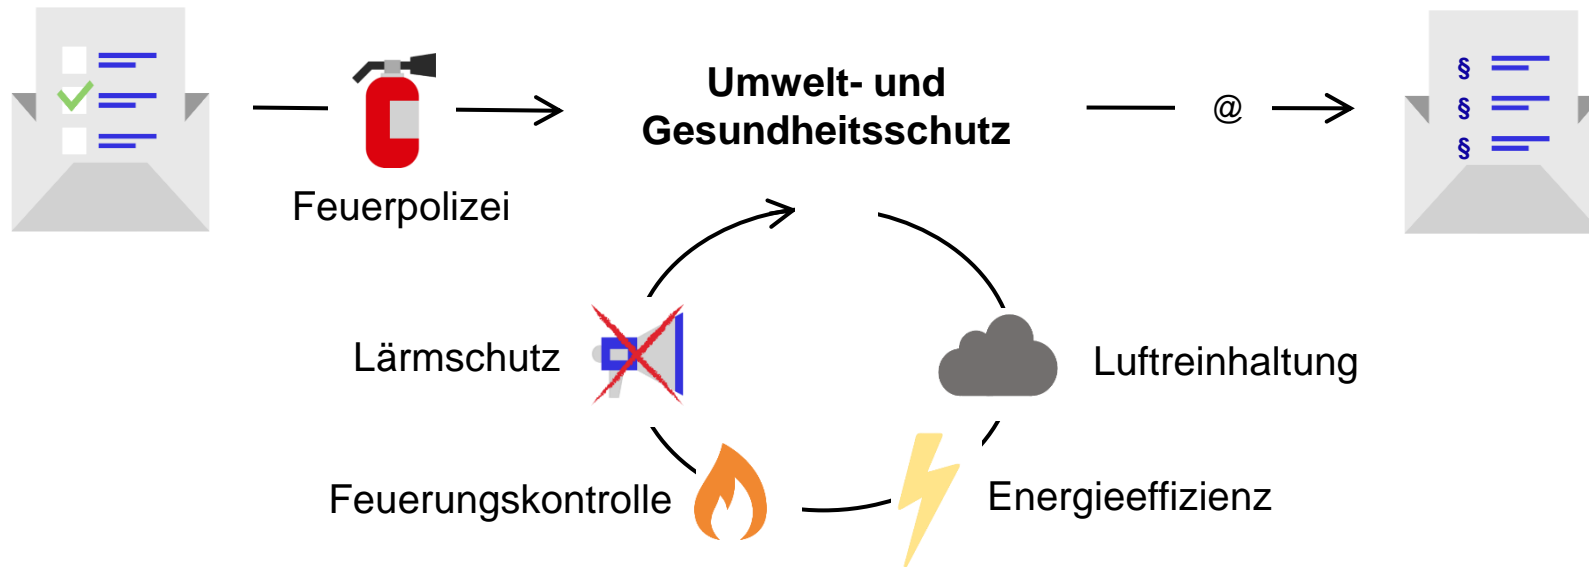 Umwelt- und
Gesundheitsschutz
@
§
§
§
Feuerpolizei
Lärmschutz
Luftreinhaltung
Feuerungskontrolle
Energieeffizienz